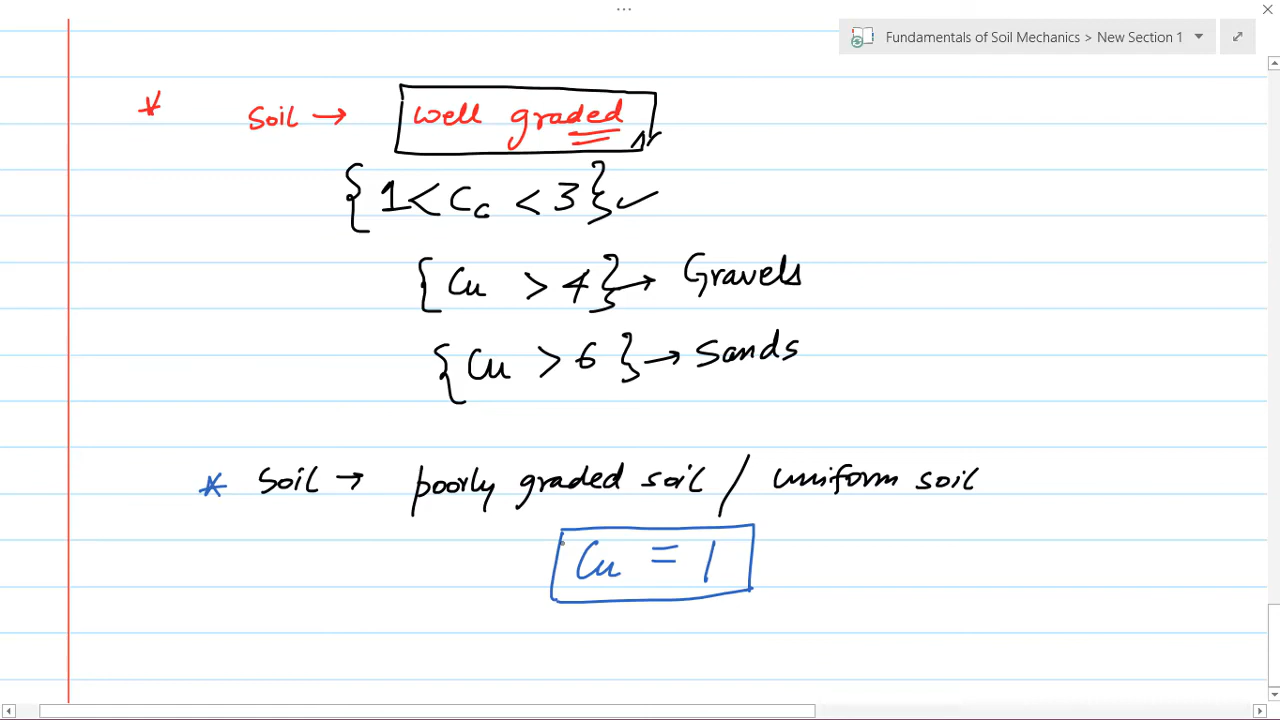 ...
Fundamentals of Soil Mechanics > New Section 1
* Soil → well graded
{ 1 < Cc < 3 } ✓
{ Cu > 4 } → Gravels
{ Cu > 6 } → Sands
* Soil → poorly graded soil / uniform soil
Cu = 1